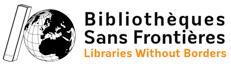 Bibliothèques
Sans Frontières
Libraries Without Borders